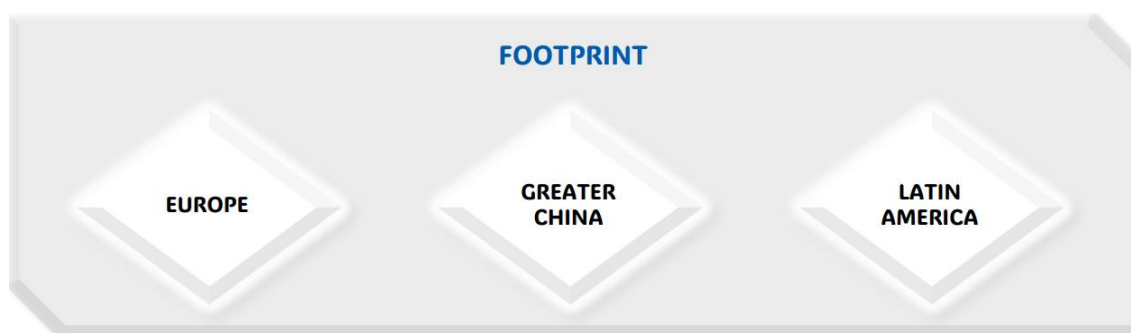 FOOTPRINT
EUROPE
GREATER
CHINA
LATIN
AMERICA